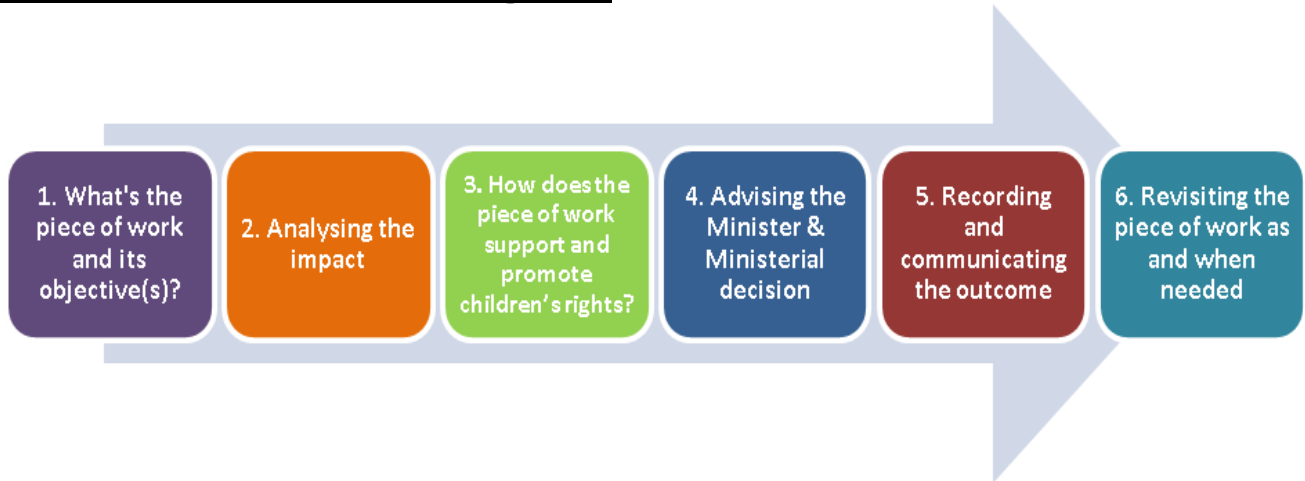 1. What's the
piece of work
and its
objective(s)?
2. Analysing the
impact
3. How does the
piece of work
support and
promote
children's rights?
4. Advising the
Minister &
Ministerial
decision
5. Recording
and
communicating
the outcome
6. Revisiting the
piece of work as
and when
needed